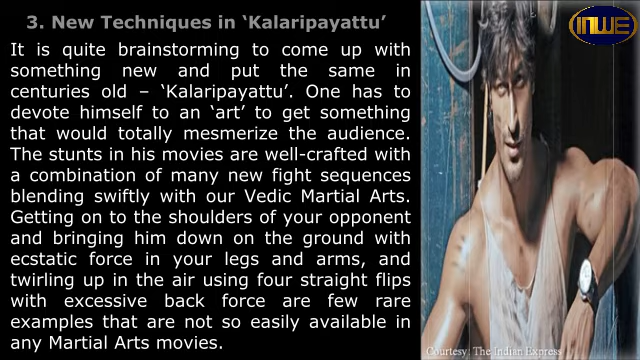 3. New Techniques in ‘Kalaripayattu’
INWE
It is quite brainstorming to come up with
something new and put the same in
centuries old – ‘Kalaripayattu’. One has to
devote himself to an ‘art’ to get something
that would totally mesmerize the audience.
The stunts in his movies are well-crafted with
a combination of many new fight sequences
blending swiftly with our Vedic Martial Arts.
Getting on to the shoulders of your opponent
and bringing him down on the ground with
ecstatic force in your legs and arms, and
twirling up in the air using four straight flips
with excessive back force are few rare
examples that are not so easily available in
any Martial Arts movies.
Courtesy: The Indian Express